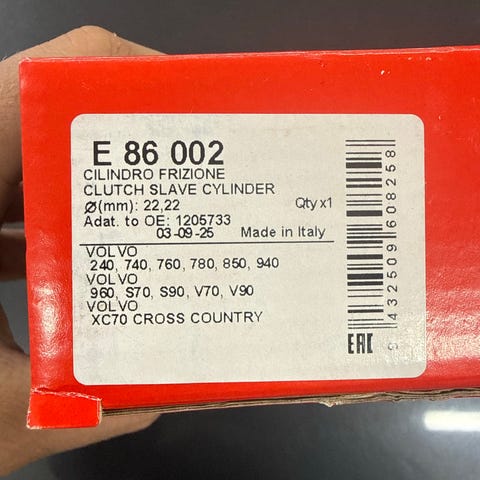 E 86 002
CILINDRO FRIZIONE
CLUTCH SLAVE CYLINDER
Ø(mm): 22,22 Qty x1
Adat. to OE: 1205733
03-09-25 Made in Italy
VOLVO
240, 740, 760, 780, 850, 940
VOLVO
960, S70, S90, V70, V90
VOLVO
XC70 CROSS COUNTRY
432509 608258
EAC